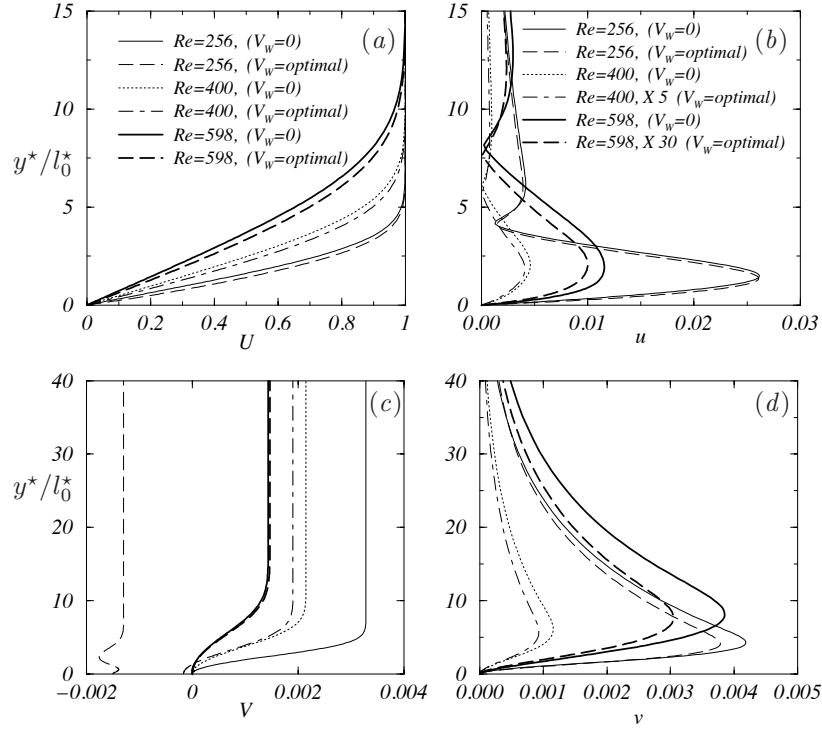 15
10
5
0
y*/l₀*
(a)
Re=256, (V_W=0)
Re=256, (V_W=optimal)
Re=400, (V_W=0)
Re=400, (V_W=optimal)
Re=598, (V_W=0)
Re=598, (V_W=optimal)
0 0.2 0.4 0.6 0.8 1
U
15
10
5
0
(b)
Re=256, (V_W=0)
Re=256, (V_W=optimal)
Re=400, (V_W=0)
Re=400, X 5 (V_W=optimal)
Re=598, (V_W=0)
Re=598, X 30 (V_W=optimal)
0.00 0.01 0.02 0.03
u
40
30
20
10
0
y*/l₀*
(c)
−0.002 0 0.002 0.004
V
40
30
20
10
0
(d)
0.000 0.001 0.002 0.003 0.004 0.005
v